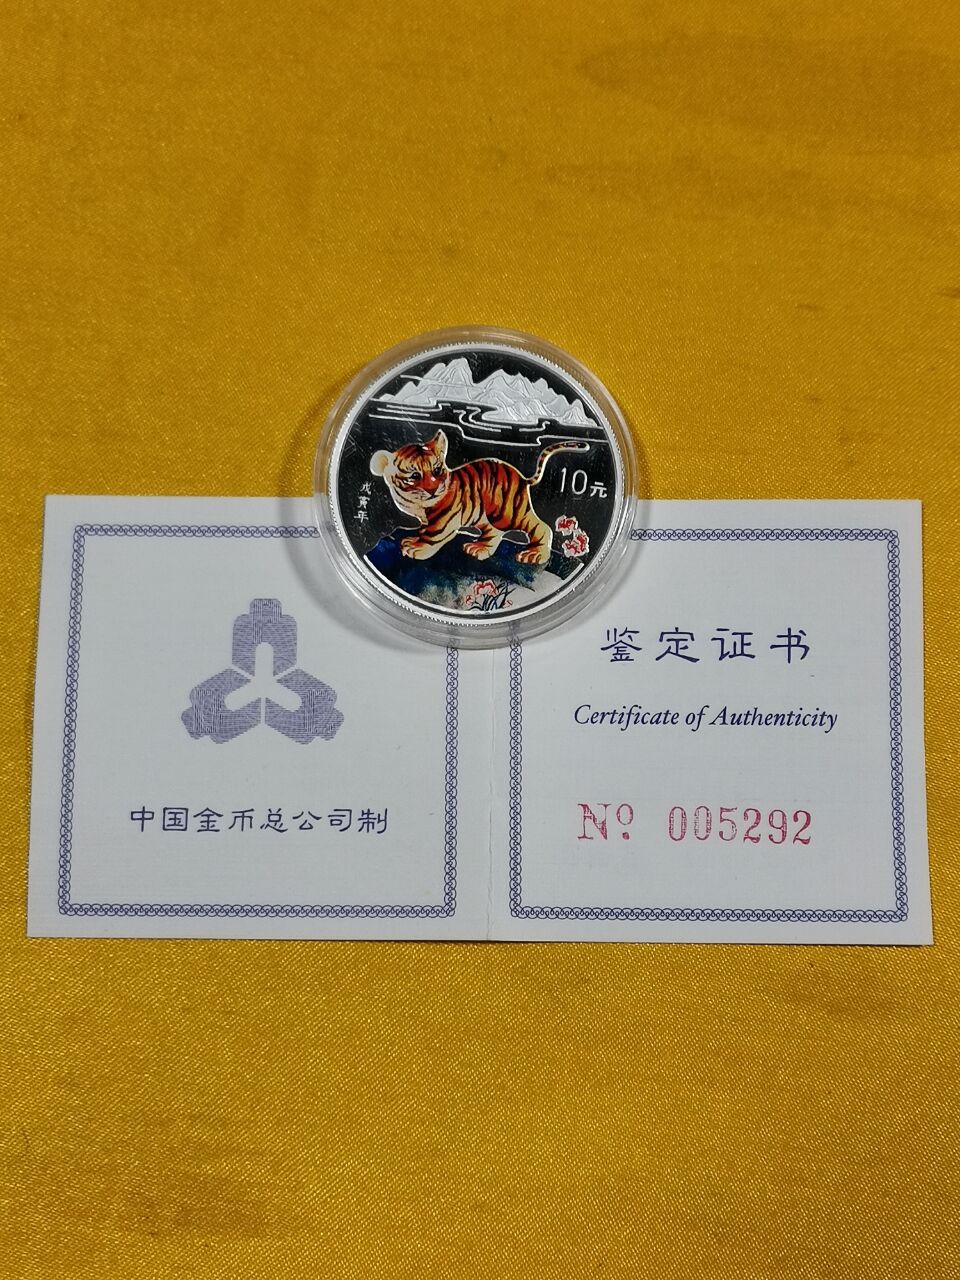 10元
戊寅年
中国金币总公司制
鉴定证书
Certificate of Authenticity
Nº 005292